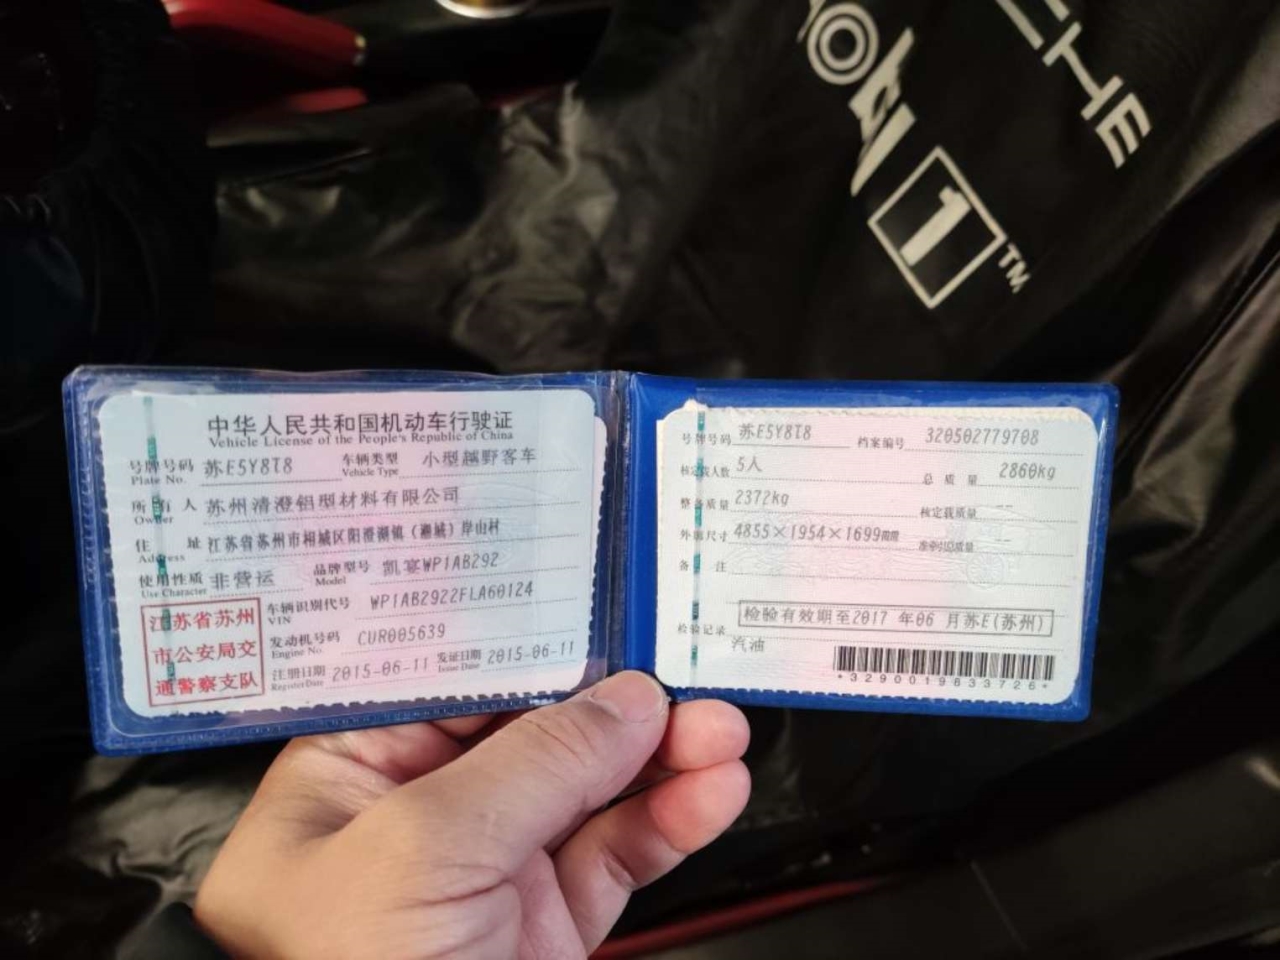 CHE
1
TM
中华人民共和国机动车行驶证
Vehicle License of the People's Republic of China
号牌号码 苏E5Y8T8 车辆类型 小型越野客车
Plate No. Vehicle Type
所有人 苏州清澄铝型材料有限公司
Owner
住址 江苏省苏州市相城区阳澄湖镇（湘城）岸山村
Address
使用性质 非营运 品牌型号 凯宴WP1AB292
Use Character Model
江苏省苏州
市公安局交
通警察支队
车辆识别代号 WP1AB2922FLA60124
VIN
发动机号码 CUR005639
Engine No.
注册日期 2015-06-11 发证日期 2015-06-11
Register Date Issue Date
号牌号码 苏E5Y8T8 档案编号 320502779708
核定载人数 5人 总质量 2860kg
整备质量 2372kg 核定载质量 --
外廓尺寸 4855×1954×1699mm 准牵引总质量 --
备注
检验记录 检验有效期至2017年06月苏E(苏州)
汽油
*3290019633726*